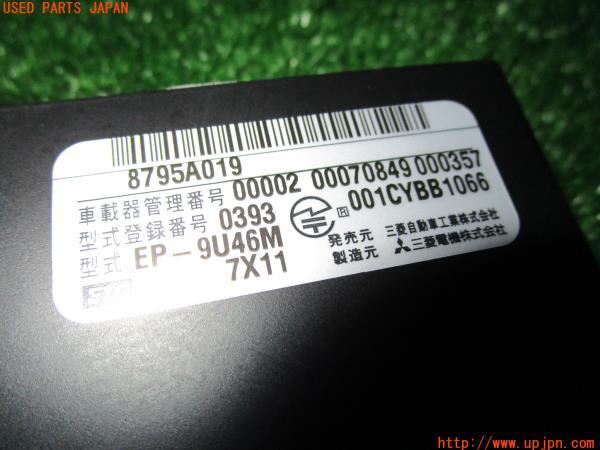 USED PARTS JAPAN
8795A019
車載器管理番号 00002 00070849 000357
型式登録番号 0393 R 001CYBB1066
型式 EP-9U46M 発売元 三菱自動車工業株式会社
7X11 製造元 三菱電機株式会社
http://www.upjpn.com